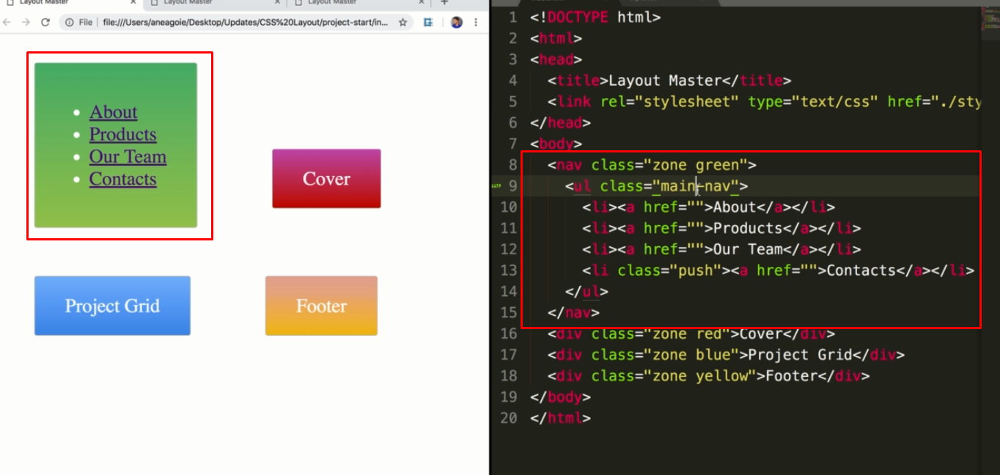 Layout Master
Layout Master
Layout Master
File
file:///Users/aneagoie/Desktop/Updates/CSS%20Layout/project-start/in...
About
Products
Our Team
Contacts
Cover
Project Grid
Footer
1 <!DOCTYPE html>
2 <html>
3 <head>
4 <title>Layout Master</title>
5 <link rel="stylesheet" type="text/css" href="./sty
6 </head>
7 <body>
8 <nav class="zone green">
9 <ul class="main-nav">
10 <li><a href="">About</a></li>
11 <li><a href="">Products</a></li>
12 <li><a href="">Our Team</a></li>
13 <li class="push"><a href="">Contacts</a></li>
14 </ul>
15 </nav>
16 <div class="zone red">Cover</div>
17 <div class="zone blue">Project Grid</div>
18 <div class="zone yellow">Footer</div>
19 </body>
20 </html>